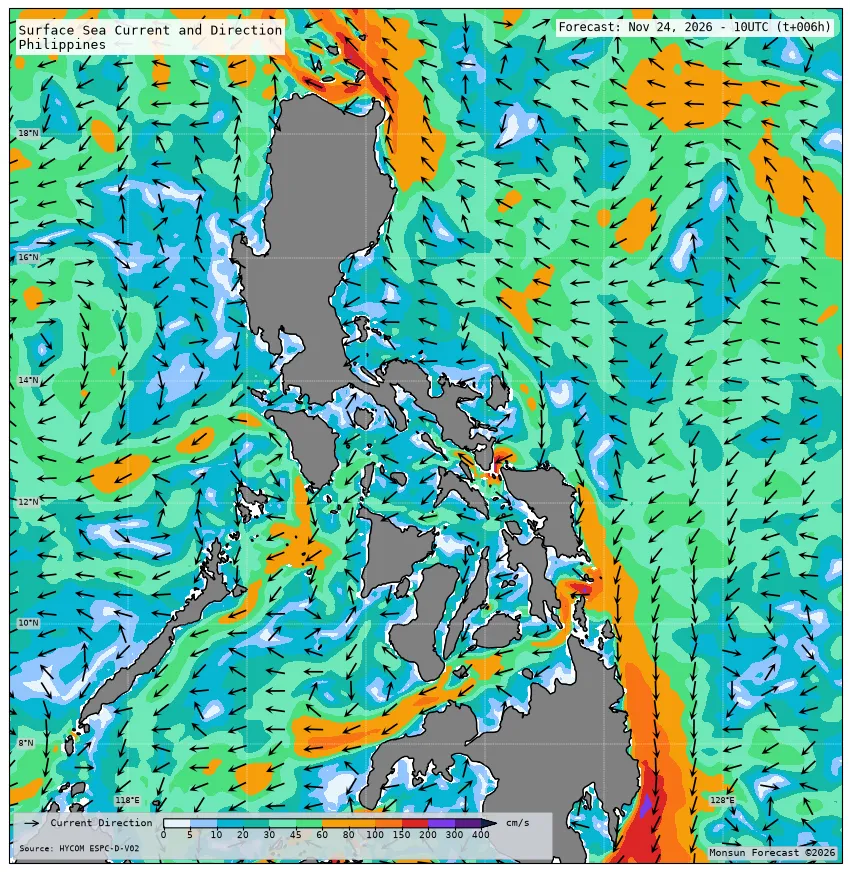 Surface Sea Current and Direction
Philippines
Forecast: Nov 24, 2026 - 10UTC (t+006h)
18°N
16°N
14°N
12°N
10°N
8°N
118°E
128°E
Current Direction
cm/s
0 5 10 20 30 45 60 80 100 150 200 300 400
Source: HYCOM ESPC-D-V02
Monsun Forecast ©2026